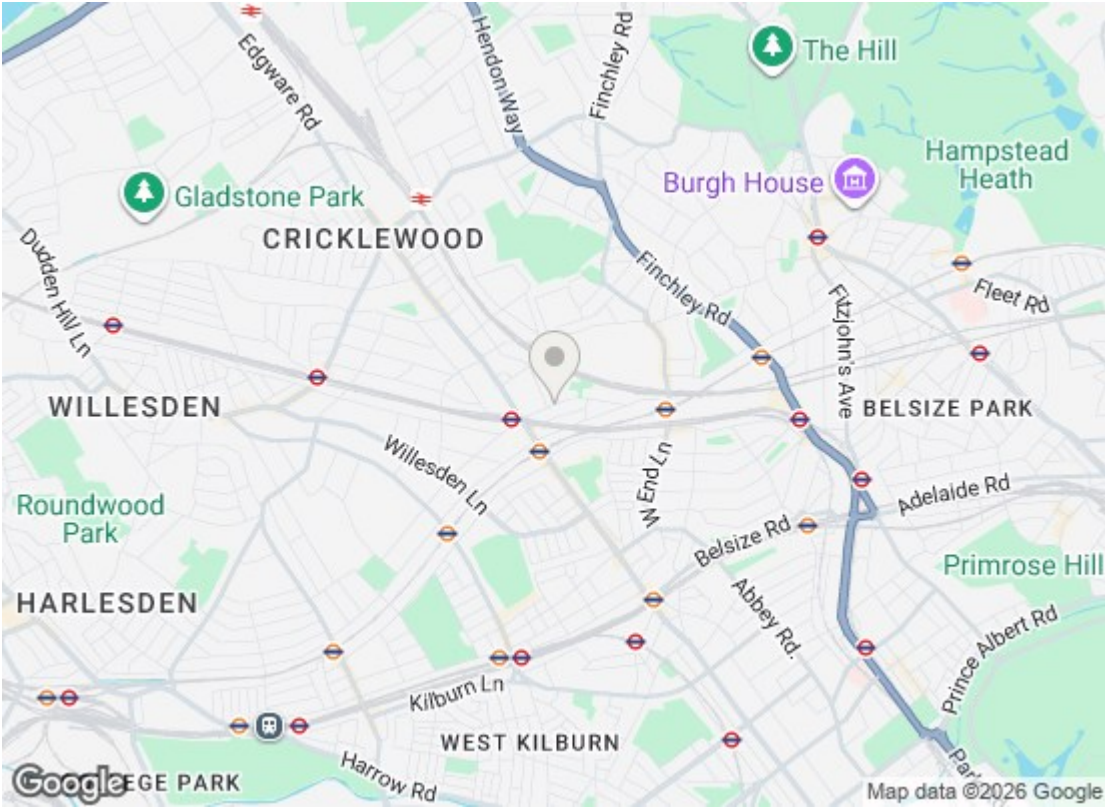 Edgware Rd
Hendon Way
Finchley Rd
The Hill
Hampstead
Heath
Burgh House
Gladstone Park
CRICKLEWOOD
Dudden Hill Ln
Finchley Rd
Fitzjohn's Ave
Fleet Rd
WILLESDEN
BELSIZE PARK
Willesden Ln
W End Ln
Adelaide Rd
Roundwood
Park
Belsize Rd
Primrose Hill
HARLESDEN
Abbey Rd.
Prince Albert Rd
Kilburn Ln
WEST KILBURN
Harrow Rd
Google
EGE PARK
Map data ©2026 Google